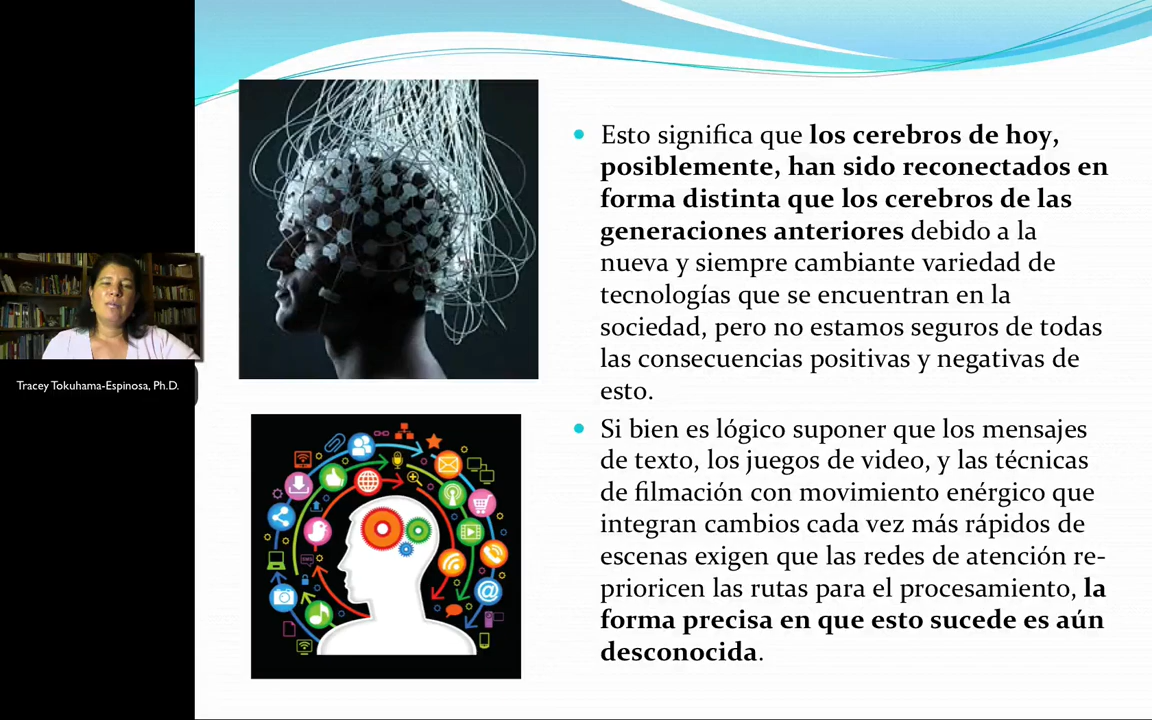 Esto significa que los cerebros de hoy,
posiblemente, han sido reconectados en
forma distinta que los cerebros de las
generaciones anteriores debido a la
nueva y siempre cambiante variedad de
tecnologías que se encuentran en la
sociedad, pero no estamos seguros de todas
las consecuencias positivas y negativas de
esto.
Si bien es lógico suponer que los mensajes
de texto, los juegos de video, y las técnicas
de filmación con movimiento enérgico que
integran cambios cada vez más rápidos de
escenas exigen que las redes de atención re-
prioricen las rutas para el procesamiento, la
forma precisa en que esto sucede es aún
desconocida.
Tracey Tokuhama-Espinosa, Ph.D.